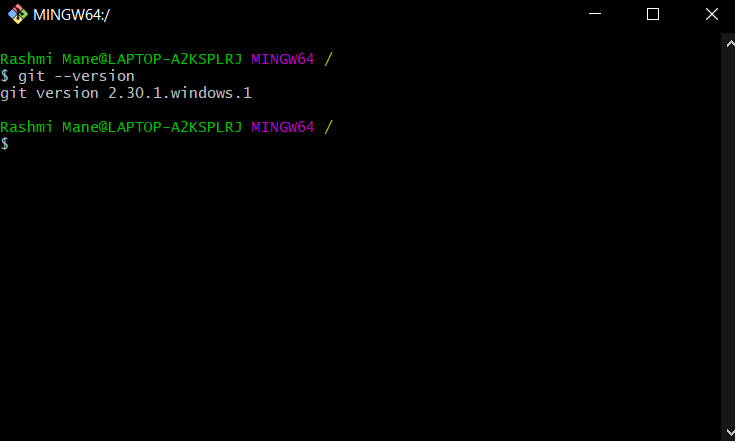 MINGW64:/
Rashmi Mane@LAPTOP-A2KSPLRJ MINGW64 /
$ git --version
git version 2.30.1.windows.1
Rashmi Mane@LAPTOP-A2KSPLRJ MINGW64 /
$